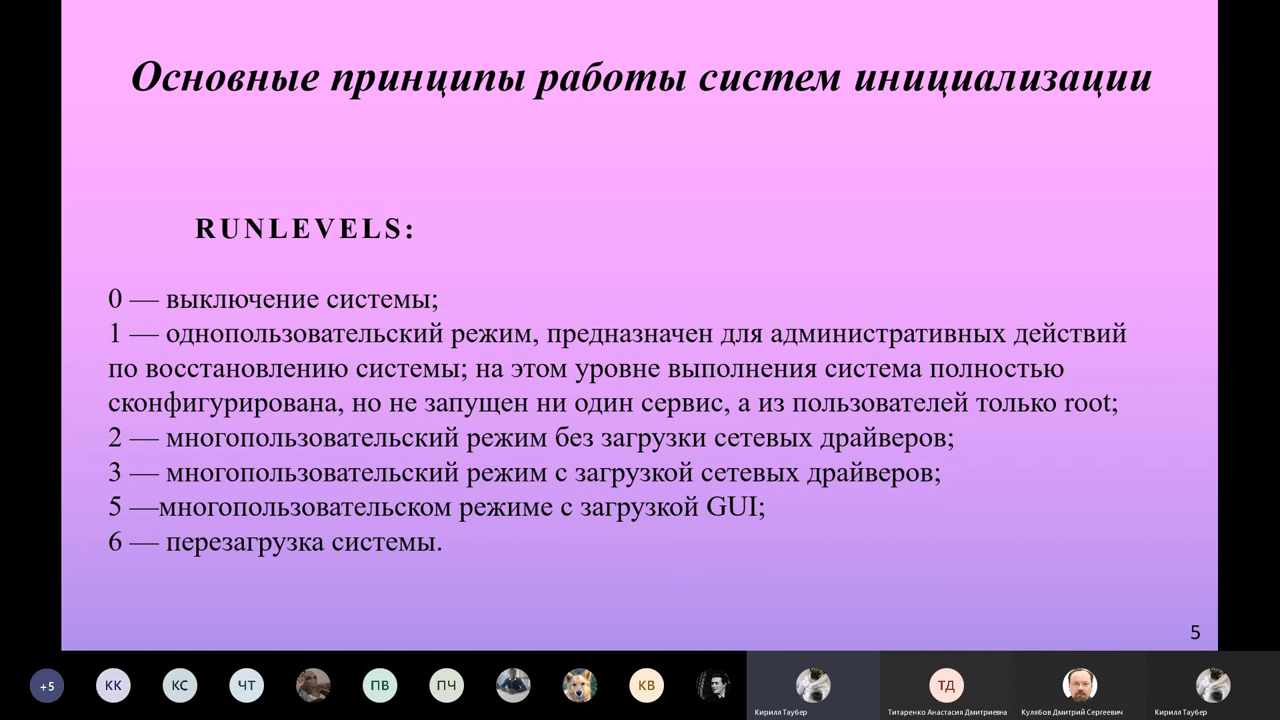 Основные принципы работы систем инициализации
RUNLEVELS:
0 — выключение системы;
1 — однопользовательский режим, предназначен для административных действий
по восстановлению системы; на этом уровне выполнения система полностью
сконфигурирована, но не запущен ни один сервис, а из пользователей только root;
2 — многопользовательский режим без загрузки сетевых драйверов;
3 — многопользовательский режим с загрузкой сетевых драйверов;
5 —многопользовательском режиме с загрузкой GUI;
6 — перезагрузка системы.
5
+5 КК КС ЧТ ПВ ПЧ КВ ТД
Кирилл Таубер Титаренко Анастасия Дмитриевна Кулябов Дмитрий Сергеевич Кирилл Таубер